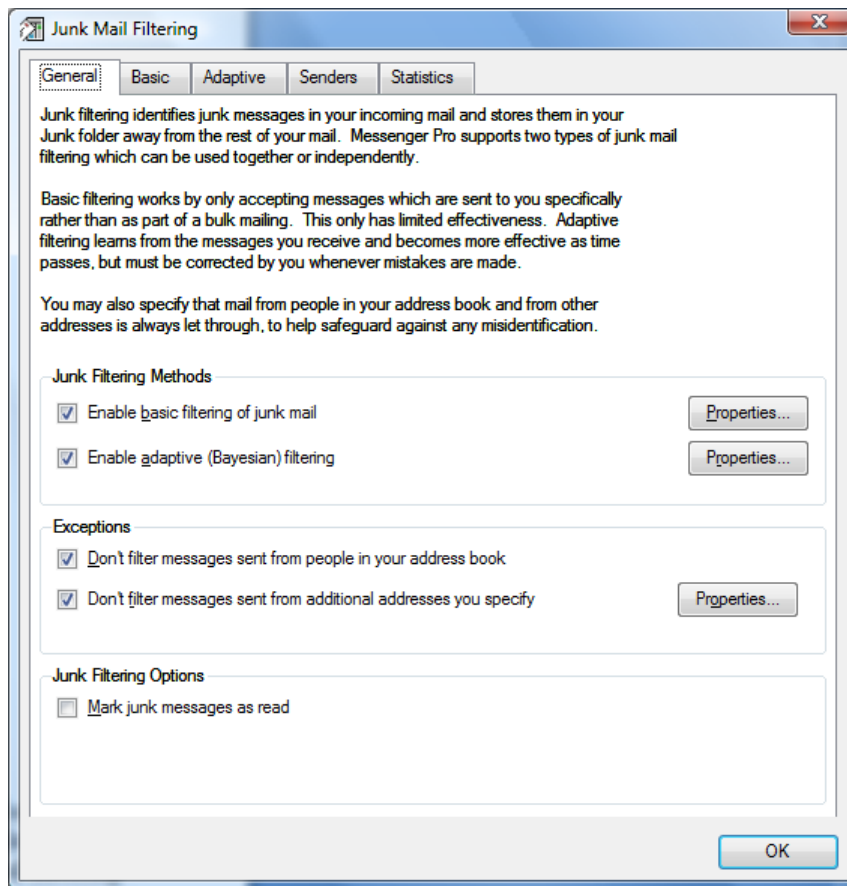 Junk Mail Filtering
General Basic Adaptive Senders Statistics
Junk filtering identifies junk messages in your incoming mail and stores them in your
Junk folder away from the rest of your mail. Messenger Pro supports two types of junk mail
filtering which can be used together or independently.
Basic filtering works by only accepting messages which are sent to you specifically
rather than as part of a bulk mailing. This only has limited effectiveness. Adaptive
filtering learns from the messages you receive and becomes more effective as time
passes, but must be corrected by you whenever mistakes are made.
You may also specify that mail from people in your address book and from other
addresses is always let through, to help safeguard against any misidentification.
Junk Filtering Methods
Enable basic filtering of junk mail Properties...
Enable adaptive (Bayesian) filtering Properties...
Exceptions
Don't filter messages sent from people in your address book
Don't filter messages sent from additional addresses you specify Properties...
Junk Filtering Options
Mark junk messages as read
OK